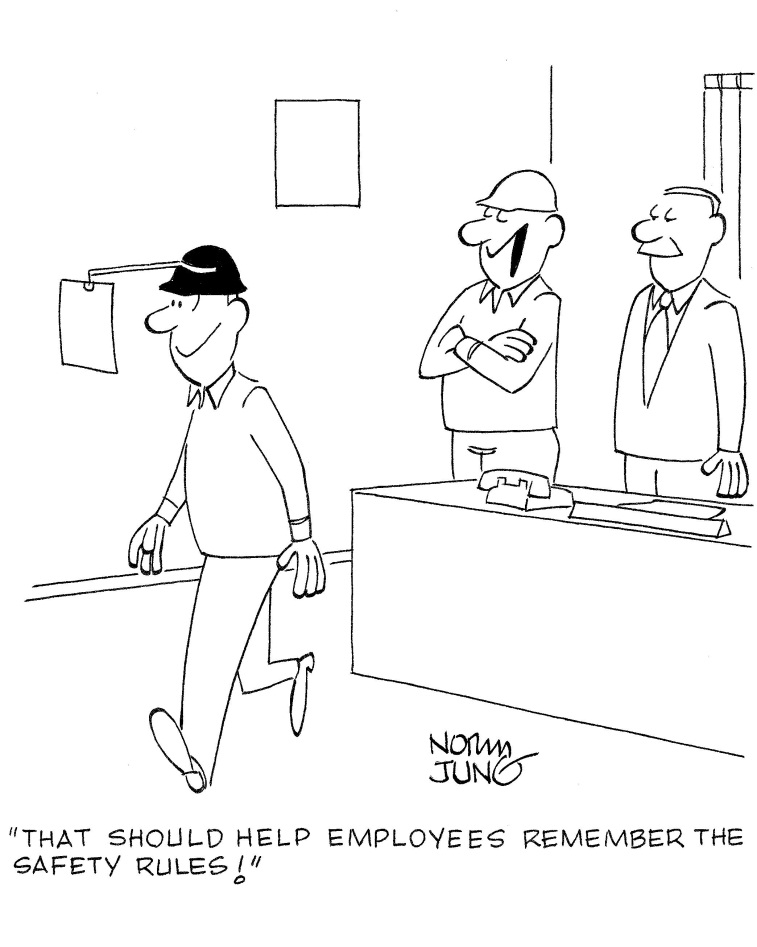 NORM
JUNG
"THAT SHOULD HELP EMPLOYEES REMEMBER THE
SAFETY RULES!"